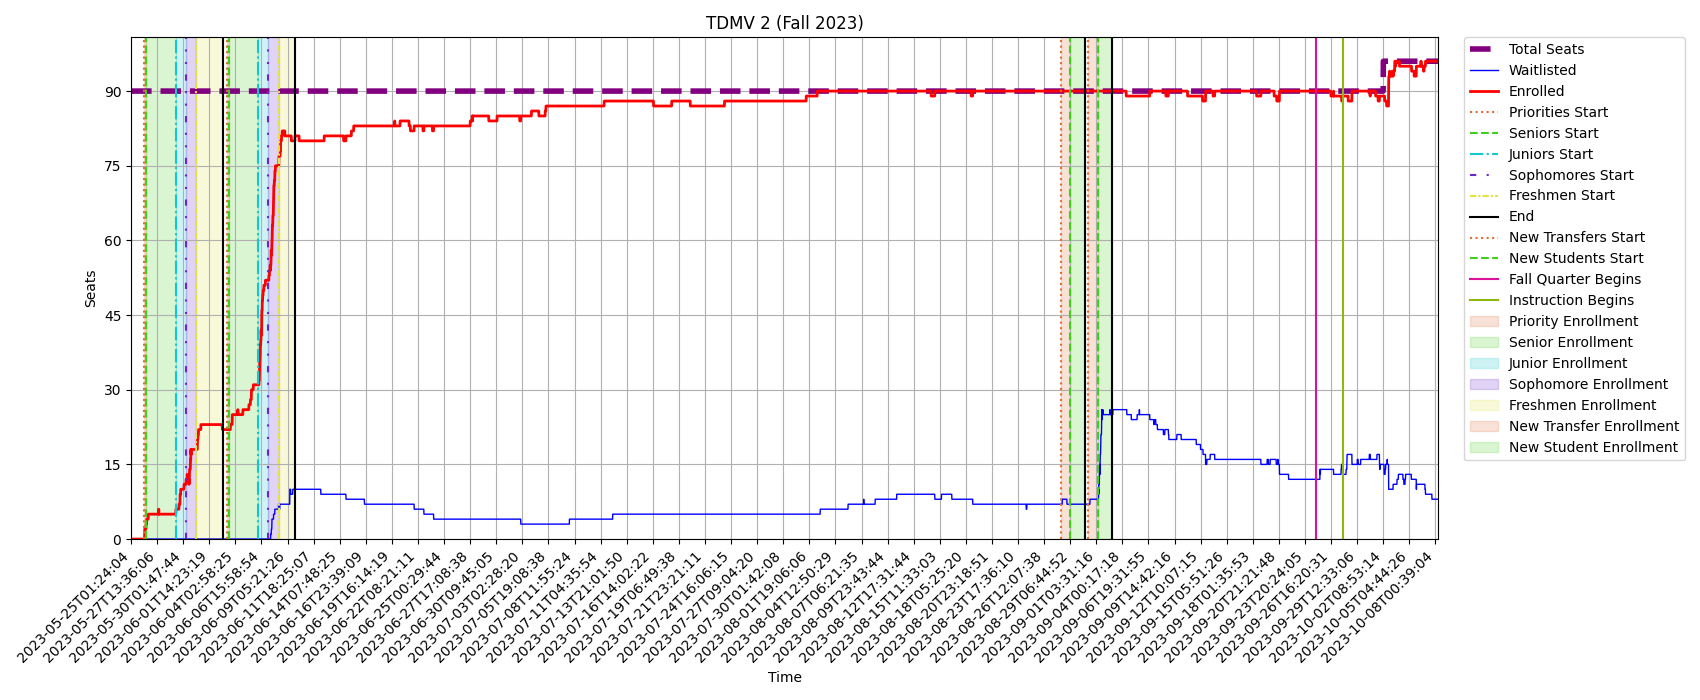 TDMV 2 (Fall 2023)
Seats
90
75
60
45
30
15
0
2023-05-25T01:24:04
2023-05-27T13:36:06
2023-05-30T01:47:44
2023-06-01T14:23:19
2023-06-04T02:58:25
2023-06-06T15:58:54
2023-06-09T05:21:26
2023-06-11T18:25:07
2023-06-14T07:48:25
2023-06-16T23:39:09
2023-06-19T16:14:19
2023-06-22T08:21:11
2023-06-25T00:29:44
2023-06-27T17:08:38
2023-06-30T09:45:05
2023-07-03T02:28:20
2023-07-05T19:08:38
2023-07-08T11:55:24
2023-07-11T04:35:54
2023-07-13T21:01:50
2023-07-16T14:02:22
2023-07-19T06:49:38
2023-07-21T23:21:11
2023-07-24T16:06:15
2023-07-27T09:04:20
2023-07-30T01:42:08
2023-08-01T19:06:06
2023-08-04T12:50:29
2023-08-07T06:21:35
2023-08-09T23:43:44
2023-08-12T17:31:44
2023-08-15T11:33:03
2023-08-18T05:25:20
2023-08-20T23:18:51
2023-08-23T17:36:10
2023-08-26T12:07:38
2023-08-29T06:44:52
2023-09-01T03:31:16
2023-09-04T00:17:18
2023-09-06T19:31:55
2023-09-09T14:42:16
2023-09-12T10:07:15
2023-09-15T05:51:26
2023-09-18T01:35:53
2023-09-20T21:21:48
2023-09-23T20:24:05
2023-09-26T16:20:31
2023-09-29T12:33:06
2023-10-02T08:53:14
2023-10-05T04:44:26
2023-10-08T00:39:04
Time
Total Seats
Waitlisted
Enrolled
Priorities Start
Seniors Start
Juniors Start
Sophomores Start
Freshmen Start
End
New Transfers Start
New Students Start
Fall Quarter Begins
Instruction Begins
Priority Enrollment
Senior Enrollment
Junior Enrollment
Sophomore Enrollment
Freshmen Enrollment
New Transfer Enrollment
New Student Enrollment